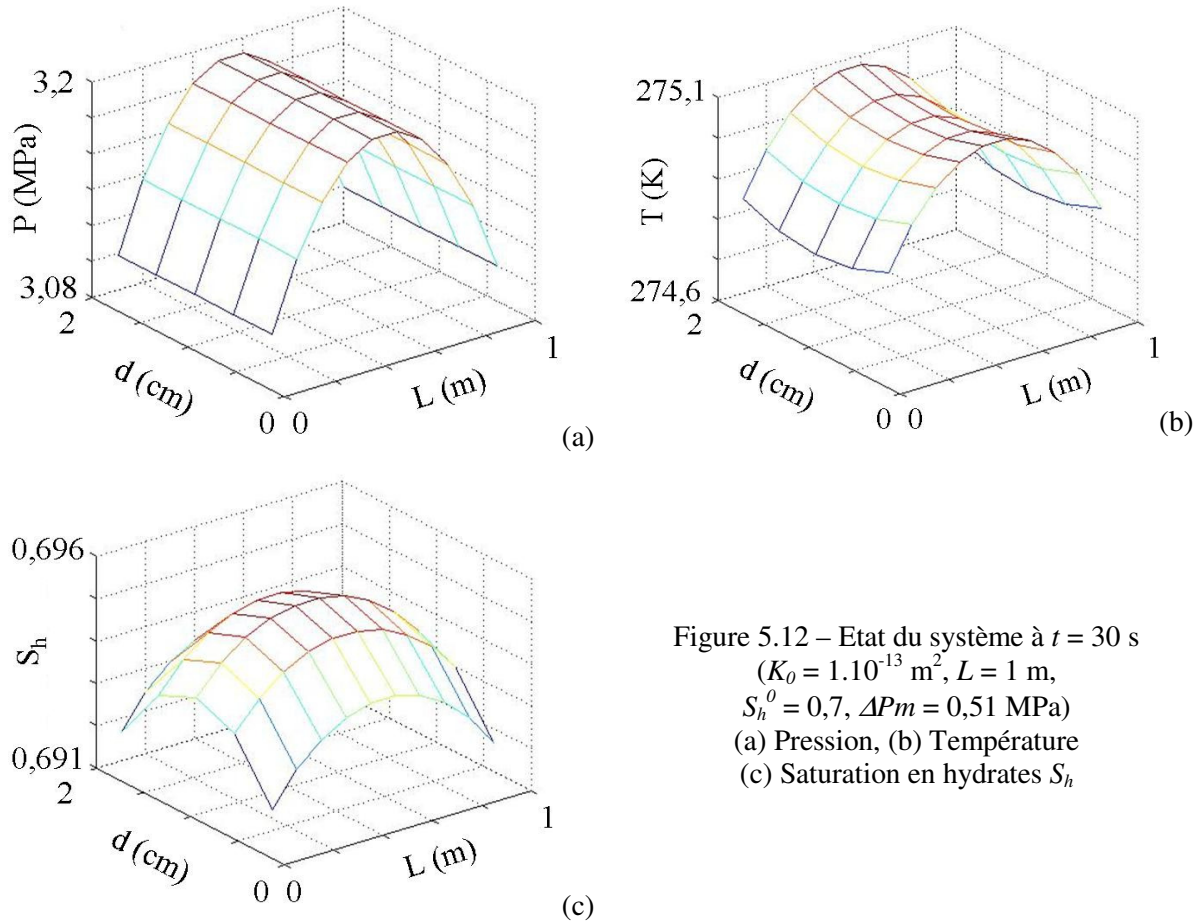 3,2
P (MPa)
3,08
2
d (cm)
0 0
L (m)
1
(a)
275,1
T (K)
274,6
2
d (cm)
0 0
L (m)
1
(b)
0,696
S_h
0,691
2
d (cm)
0 0
L (m)
1
(c)
Figure 5.12 – Etat du système à t = 30 s
(K_0 = 1.10^{-13} m^2, L = 1 m,
S_h^0 = 0,7, ΔPm = 0,51 MPa)
(a) Pression, (b) Température
(c) Saturation en hydrates S_h